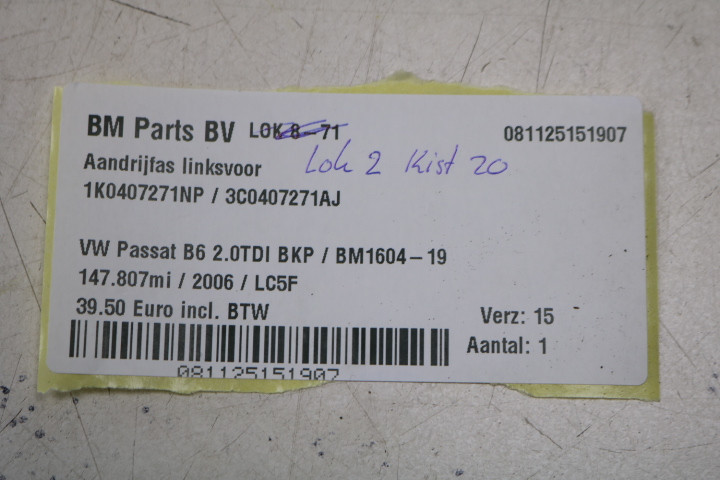 BM Parts BV LOK 8-71 081125151907
Aandrijfas linksvoor Lok 2 Kist 20
1K0407271NP / 3C0407271AJ
VW Passat B6 2.0TDI BKP / BM1604-19
147.807mi / 2006 / LC5F
39.50 Euro incl. BTW Verz: 15
Aantal: 1
081125151907